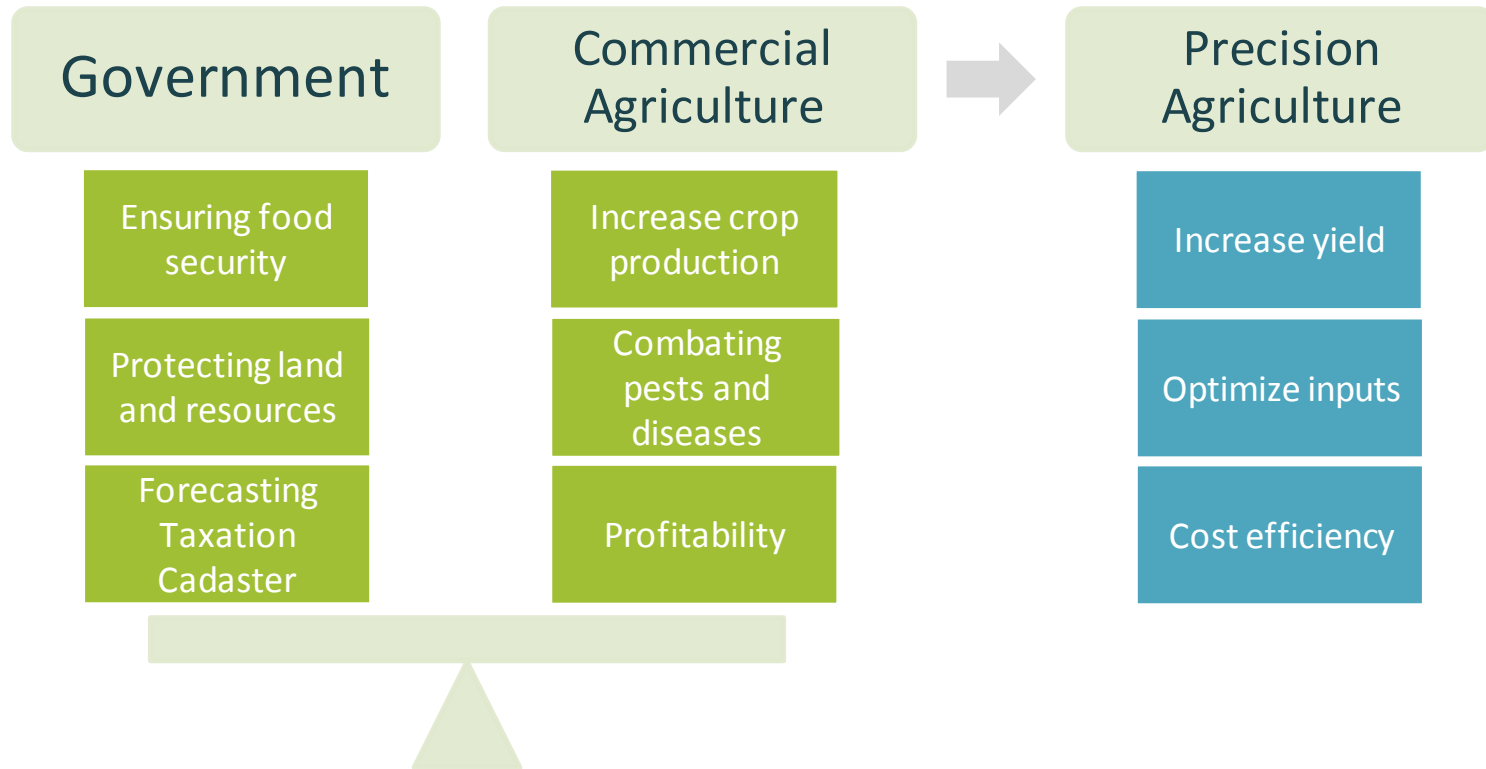 Government
Ensuring food
security
Protecting land
and resources
Forecasting
Taxation
Cadaster
Commercial
Agriculture
Increase crop
production
Combating
pests and
diseases
Profitability
Precision
Agriculture
Increase yield
Optimize inputs
Cost efficiency